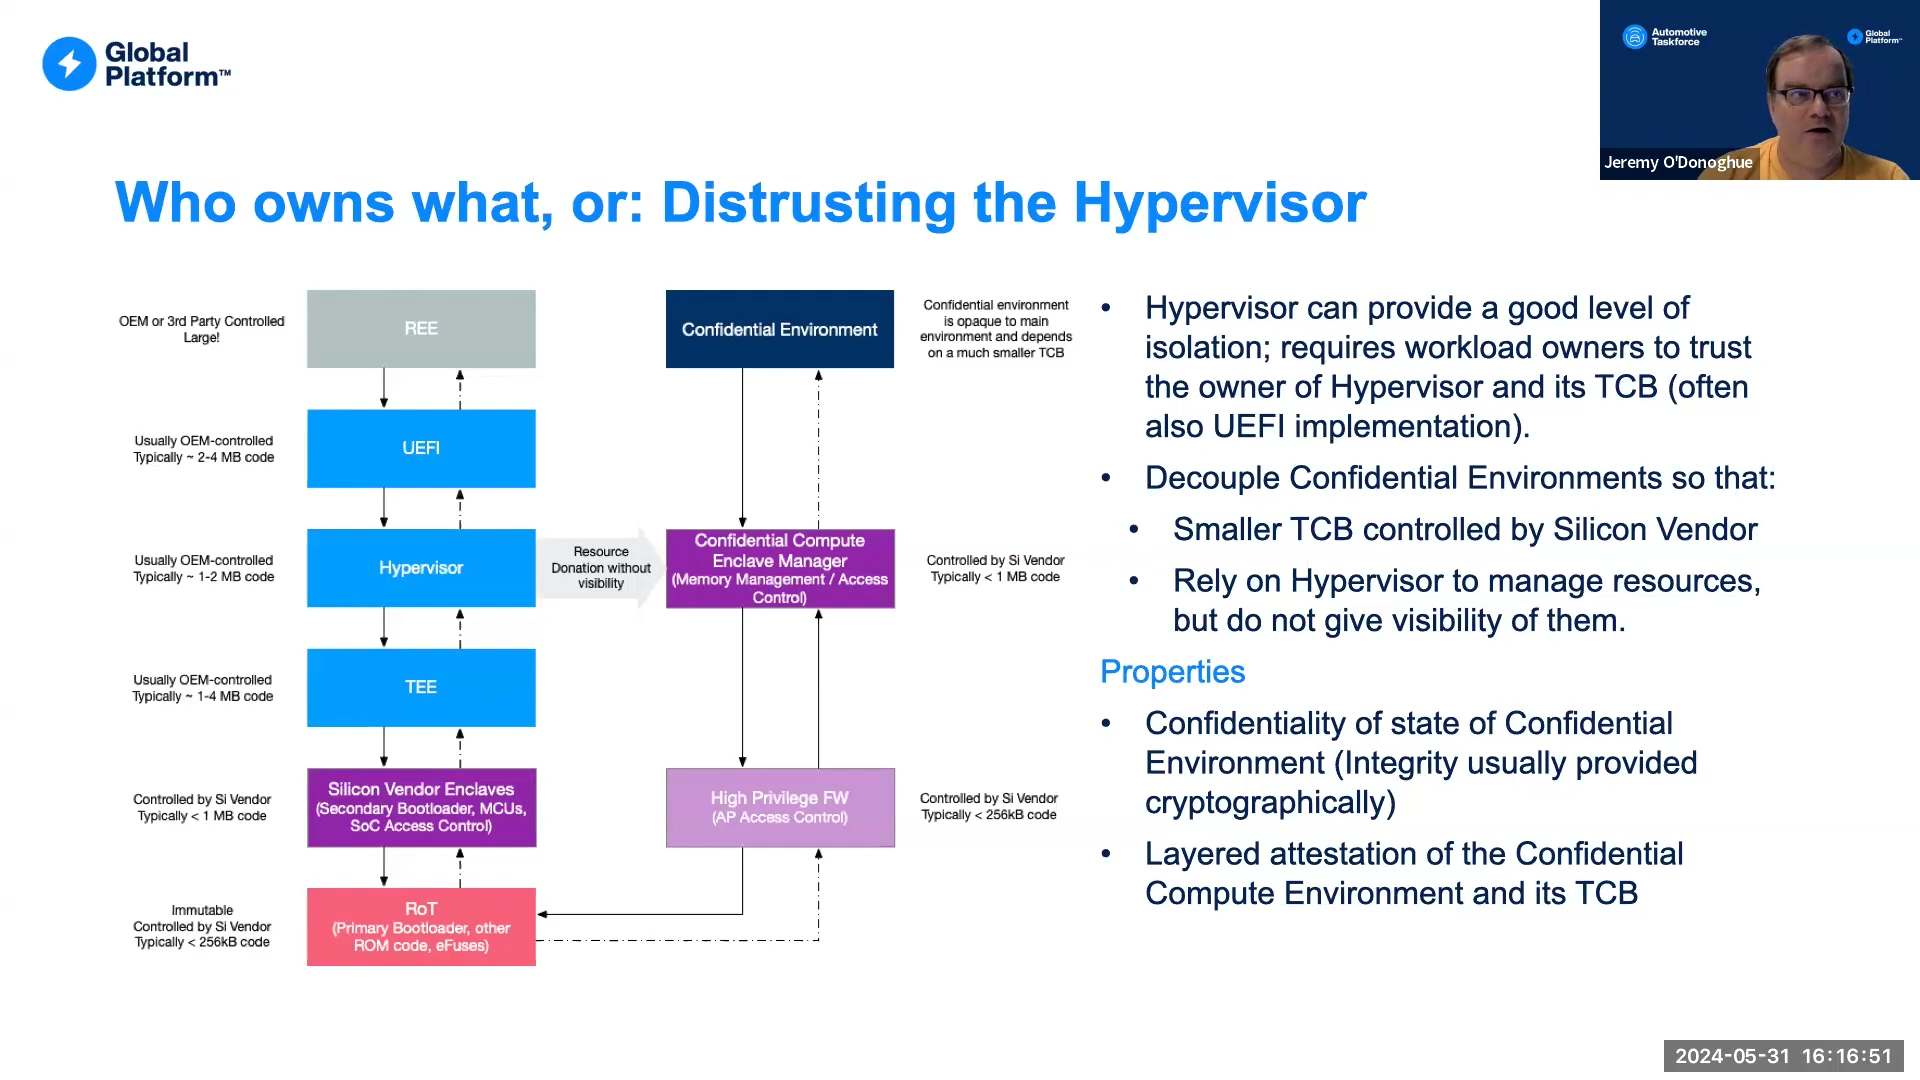 Global
Platform™
Automotive
Taskforce
Global
Platform™
Jeremy O'Donoghue
Who owns what, or: Distrusting the Hypervisor
OEM or 3rd Party Controlled
Large!
REE
Usually OEM-controlled
Typically ~ 2-4 MB code
UEFI
Usually OEM-controlled
Typically ~ 1-2 MB code
Hypervisor
Resource
Donation without
visibility
Usually OEM-controlled
Typically ~ 1-4 MB code
TEE
Controlled by Si Vendor
Typically < 1 MB code
Silicon Vendor Enclaves
(Secondary Bootloader, MCUs,
SoC Access Control)
Immutable
Controlled by Si Vendor
Typically < 256kB code
RoT
(Primary Bootloader, other
ROM code, eFuses)
Confidential Environment
Confidential environment
is opaque to main
environment and depends
on a much smaller TCB
Confidential Compute
Enclave Manager
(Memory Management / Access
Control)
Controlled by Si Vendor
Typically < 1 MB code
High Privilege FW
(AP Access Control)
Controlled by Si Vendor
Typically < 256kB code
• Hypervisor can provide a good level of
isolation; requires workload owners to trust
the owner of Hypervisor and its TCB (often
also UEFI implementation).
• Decouple Confidential Environments so that:
• Smaller TCB controlled by Silicon Vendor
• Rely on Hypervisor to manage resources,
but do not give visibility of them.
Properties
• Confidentiality of state of Confidential
Environment (Integrity usually provided
cryptographically)
• Layered attestation of the Confidential
Compute Environment and its TCB
2024-05-31 16:16:51